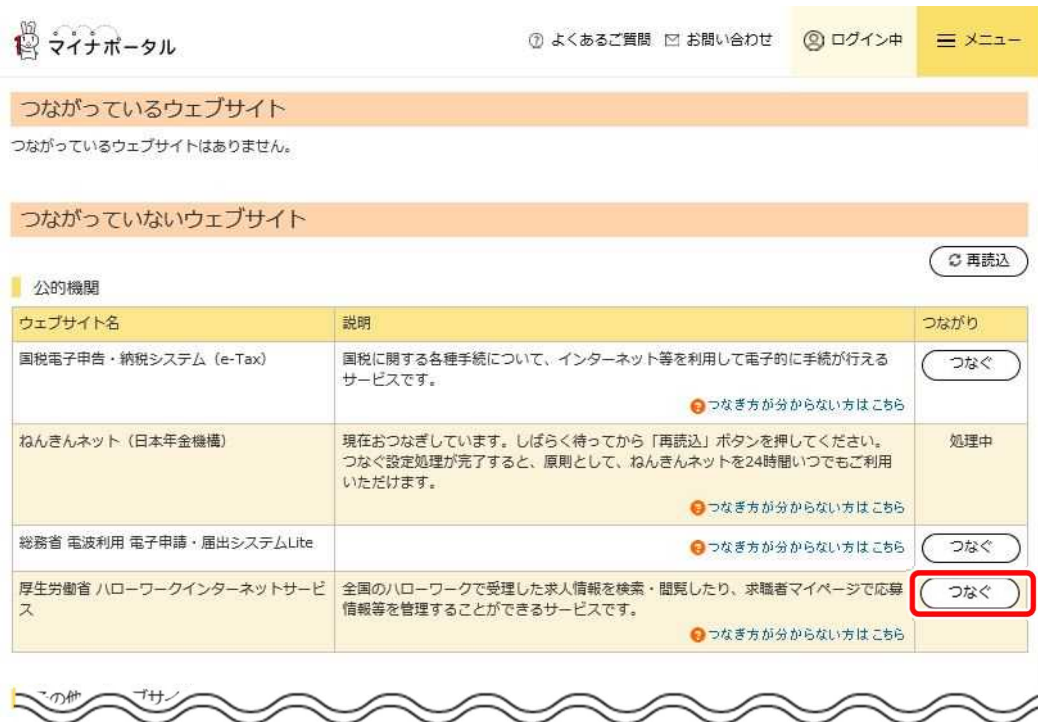 マイナポータル
よくあるご質問 お問い合わせ ログイン中 メニュー
つながっているウェブサイト
つながっているウェブサイトはありません。
つながっていないウェブサイト
再読込
公的機関
ウェブサイト名 説明 つながり
国税電子申告・納税システム（e-Tax） 国税に関する各種手続について、インターネット等を利用して電子的に手続が行える つなぐ
サービスです。
つなぎ方が分からない方はこちら
ねんきんネット（日本年金機構） 現在おつなぎしています。しばらく待ってから「再読込」ボタンを押してください。 処理中
つなぐ設定処理が完了すると、原則として、ねんきんネットを24時間いつでもご利用
いただけます。
つなぎ方が分からない方はこちら
総務省 電波利用 電子申請・届出システムLite つなぎ方が分からない方はこちら つなぐ
厚生労働省 ハローワークインターネットサービ 全国のハローワークで受理した求人情報を検索・閲覧したり、求職者マイページで応募 つなぐ
ス 情報等を管理することができるサービスです。
つなぎ方が分からない方はこちら